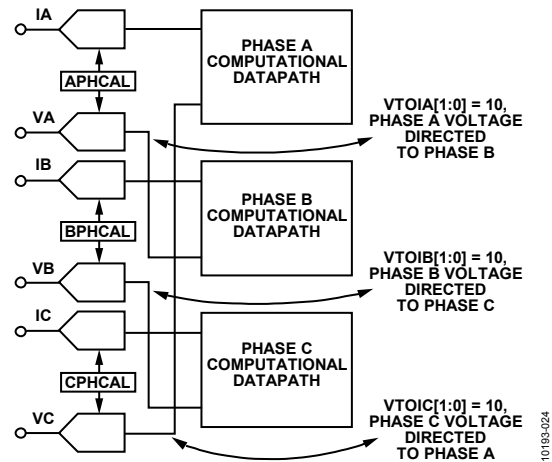 IA
PHASE A
COMPUTATIONAL
DATAPATH
APHCAL
VTOIA[1:0] = 10,
PHASE A VOLTAGE
DIRECTED
TO PHASE B
VA
IB
PHASE B
COMPUTATIONAL
DATAPATH
BPHCAL
VTOIB[1:0] = 10,
PHASE B VOLTAGE
DIRECTED
TO PHASE C
VB
IC
PHASE C
COMPUTATIONAL
DATAPATH
CPHCAL
VTOIC[1:0] = 10,
PHASE C VOLTAGE
DIRECTED
TO PHASE A
VC
10193-024